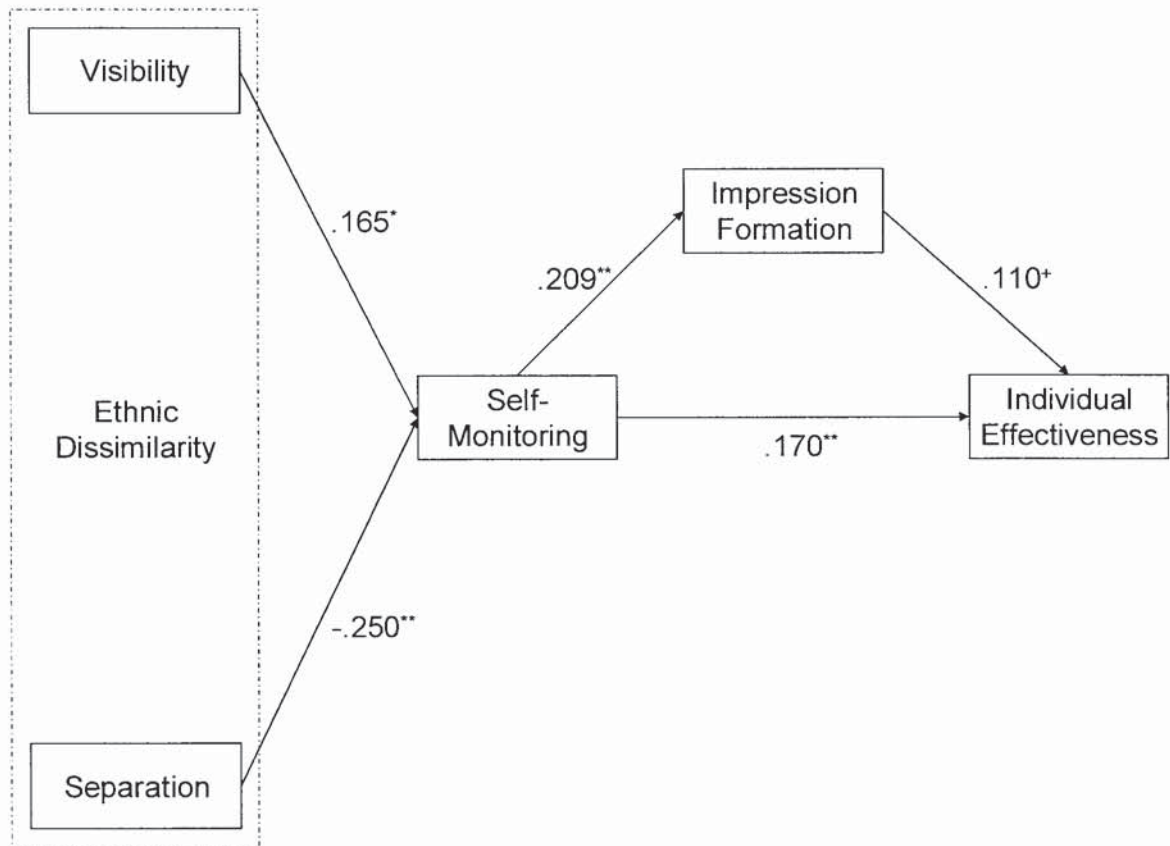 Visibility
Impression
Formation
.165*
.209**
.110+
Ethnic
Dissimilarity
Self-
Monitoring
Individual
Effectiveness
.170**
-.250**
Separation